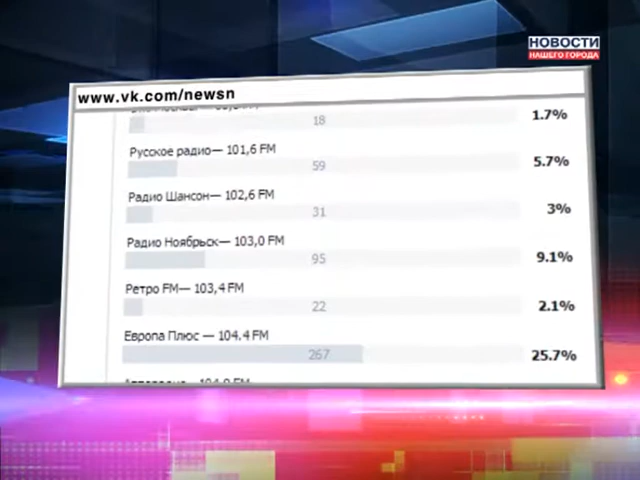 НОВОСТИ
НАШЕГО ГОРОДА
www.vk.com/newsn
18
1.7%
Русское радио— 101,6 FM
59
5.7%
Радио Шансон— 102,6 FM
31
3%
Радио Ноябрьск— 103,0 FM
95
9.1%
Ретро FM— 103,4 FM
22
2.1%
Европа Плюс — 104,4 FM
267
25.7%